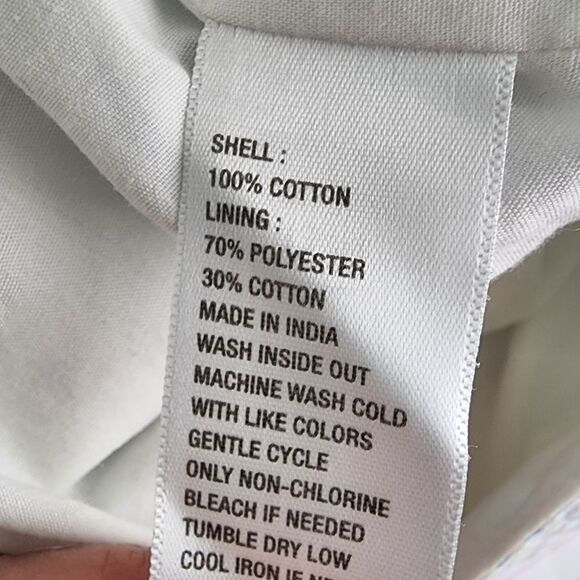 SHELL :
100% COTTON
LINING :
70% POLYESTER
30% COTTON
MADE IN INDIA
WASH INSIDE OUT
MACHINE WASH COLD
WITH LIKE COLORS
GENTLE CYCLE
ONLY NON-CHLORINE
BLEACH IF NEEDED
TUMBLE DRY LOW
COOL IRON IF